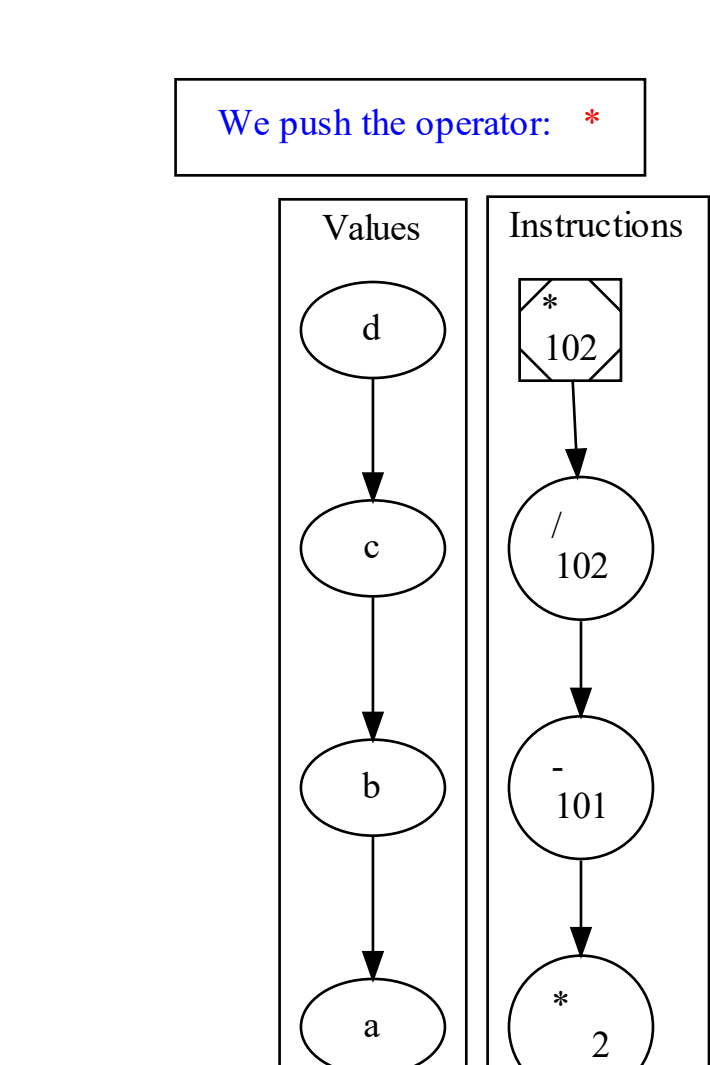 We push the operator: *
Values
d
c
b
a
Instructions
*
102
/
102
-
101
*
2